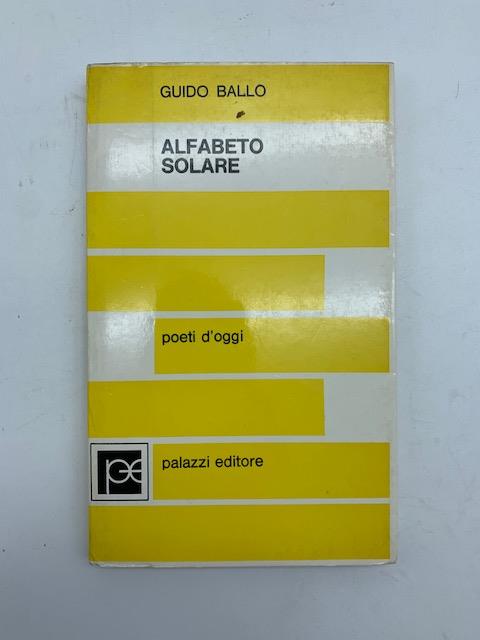 GUIDO BALLO
ALFABETO
SOLARE
poeti d'oggi
palazzi editore
pe